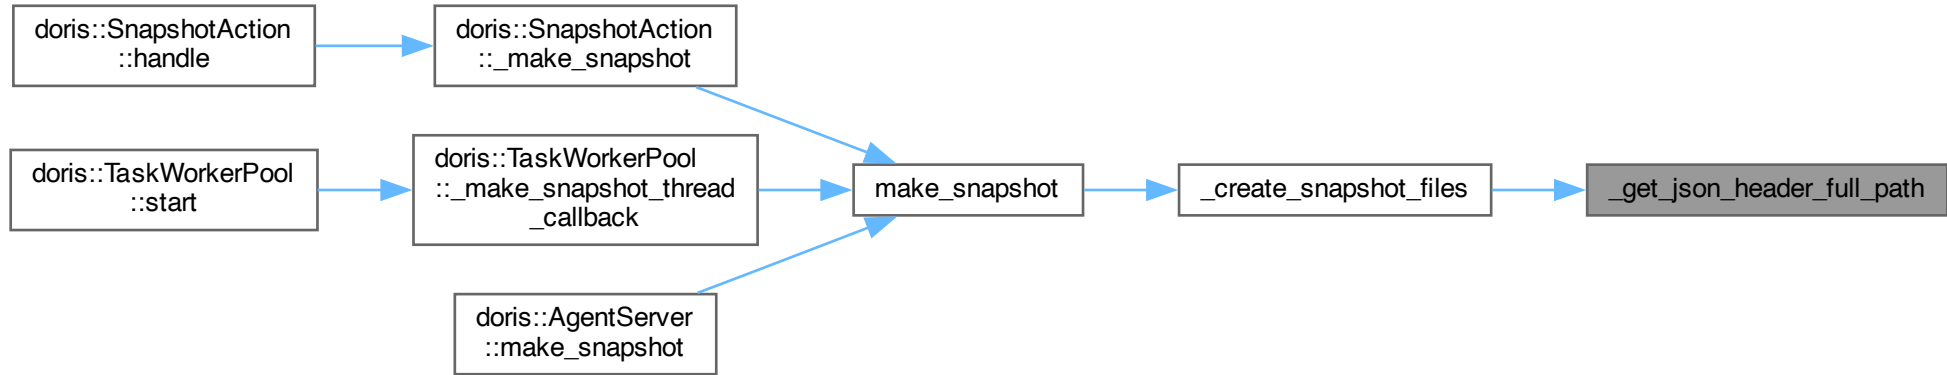 doris::SnapshotAction
::handle
doris::SnapshotAction
::_make_snapshot
doris::TaskWorkerPool
::start
doris::TaskWorkerPool
::_make_snapshot_thread
_callback
make_snapshot
_create_snapshot_files
_get_json_header_full_path
doris::AgentServer
::make_snapshot